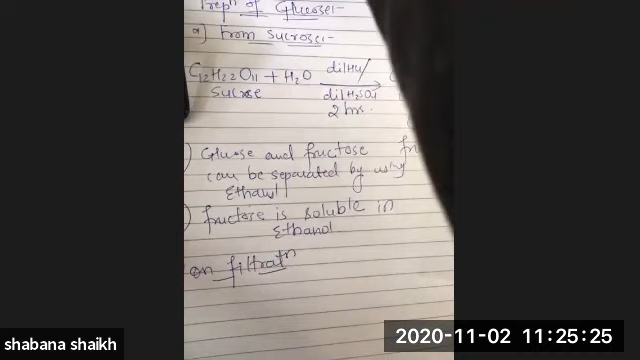 Prepn of Glucose:-
a) from sucrose:-
C12H22O11 + H2O dil HCl/
sucrose dil H2SO4
2 hrs.
) Glucose and fructose
can be separated by using
Ethanol
) fructose is soluble in
Ethanol
on filtratn
shabana shaikh
2020-11-02 11:25:25